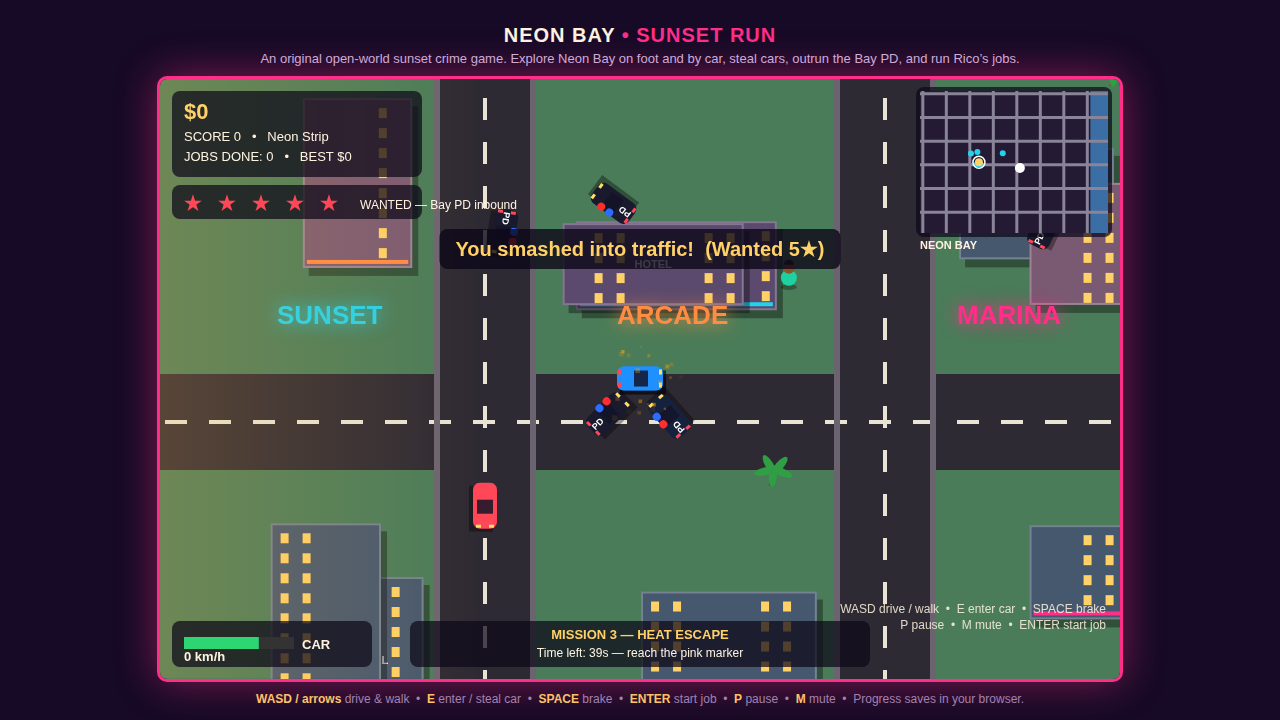 NEON BAY • SUNSET RUN
An original open-world sunset crime game. Explore Neon Bay on foot and by car, steal cars, outrun the Bay PD, and run Rico's jobs.
$0
SCORE 0 • Neon Strip
JOBS DONE: 0 • BEST $0
★ ★ ★ ★ ★ WANTED — Bay PD inbound
PD
PD
You smashed into traffic! (Wanted 5★)
HOTEL
NEON BAY
SUNSET
ARCADE
MARINA
PD
PD
WASD drive / walk • E enter car • SPACE brake
P pause • M mute • ENTER start job
CAR
0 km/h
MISSION 3 — HEAT ESCAPE
Time left: 39s — reach the pink marker
WASD / arrows drive & walk • E enter / steal car • SPACE brake • ENTER start job • P pause • M mute • Progress saves in your browser.